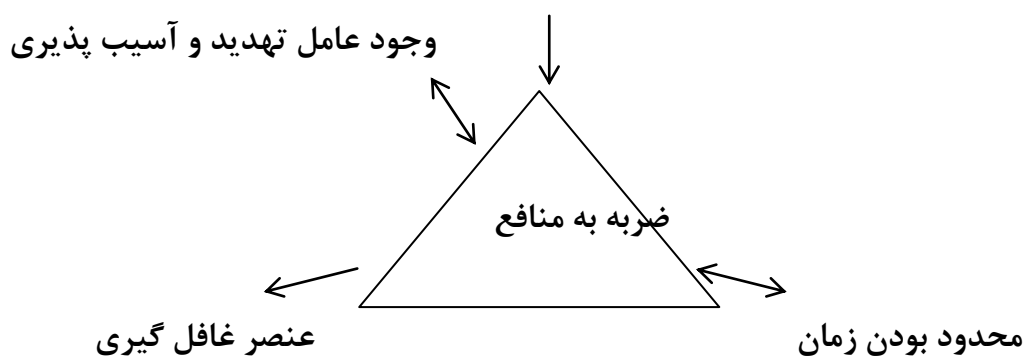 وجود عامل تهدید و آسیب پذیری
ضربه به منافع
محدود بودن زمان
عنصر غافل گیری